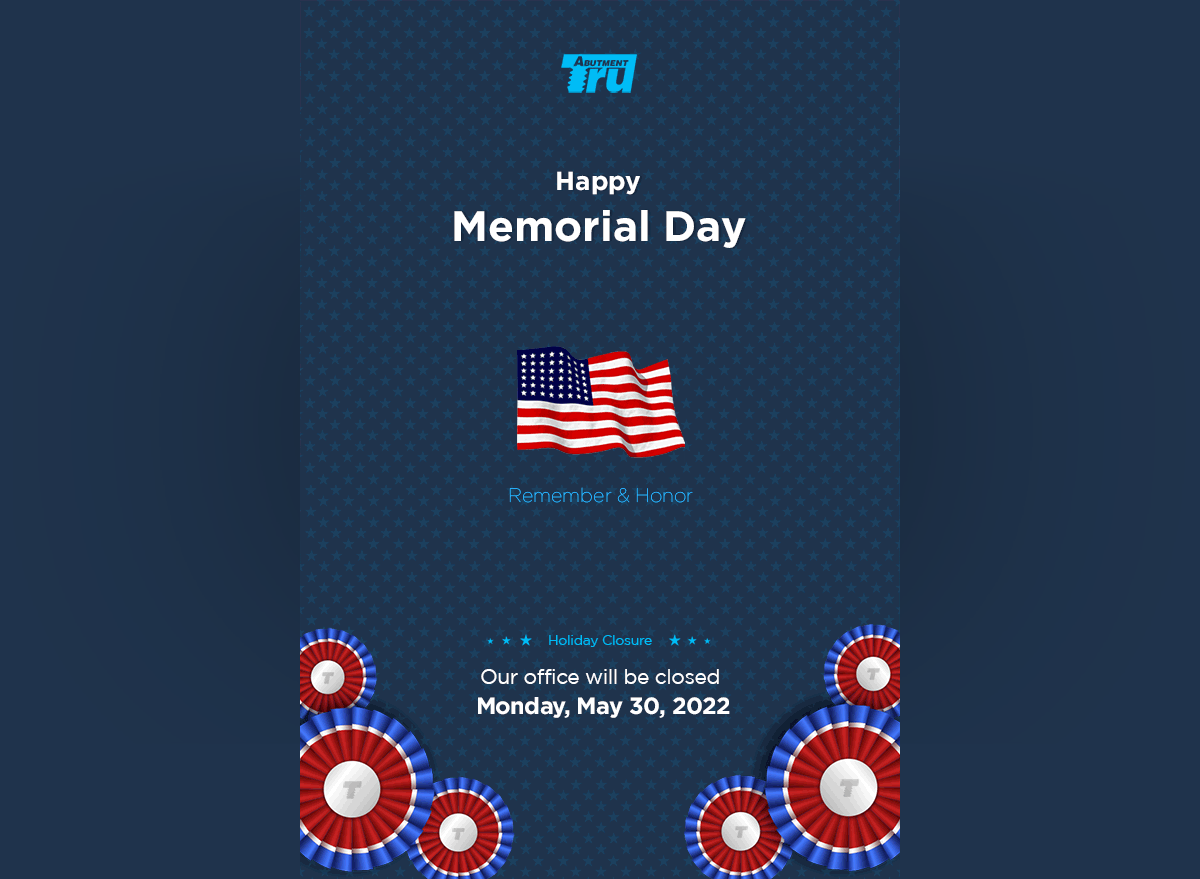 ABUTMENT
Tru
Happy
Memorial Day
Remember & Honor
Holiday Closure
Our office will be closed
Monday, May 30, 2022
T
T
T
T
T
T